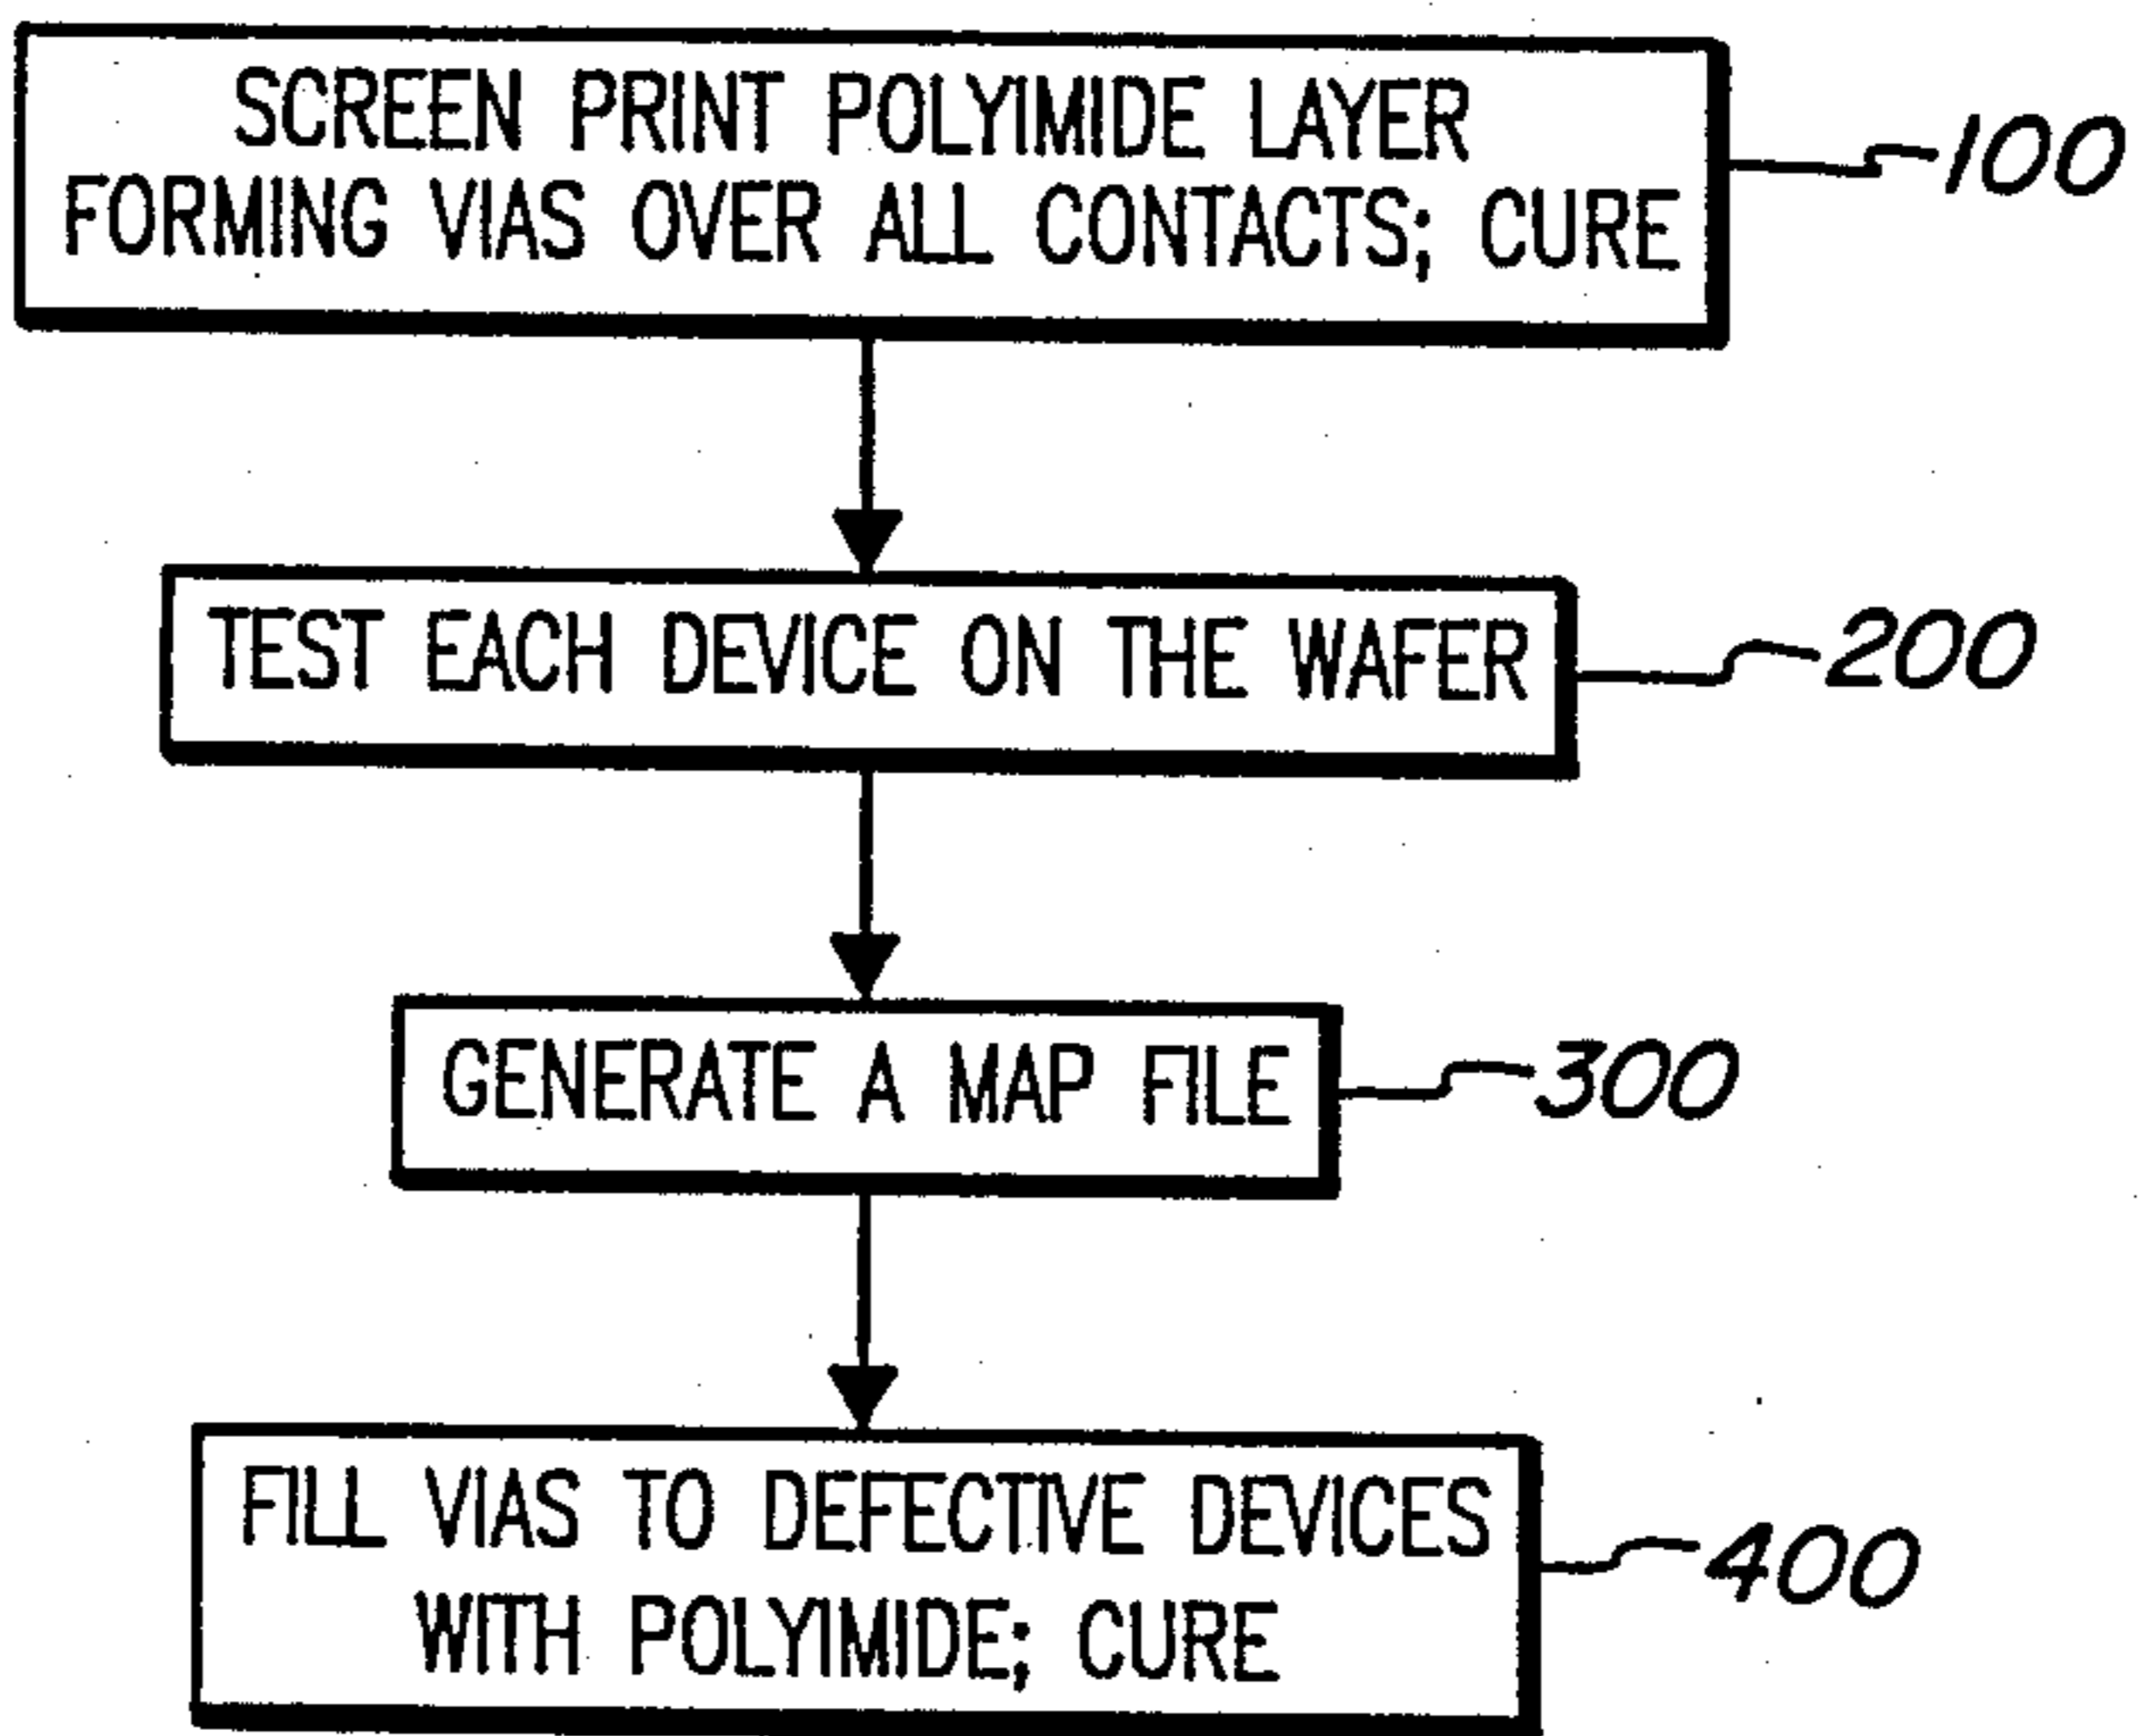 SCREEN PRINT POLYIMIDE LAYER
FORMING VIAS OVER ALL CONTACTS; CURE
100
TEST EACH DEVICE ON THE WAFER
200
GENERATE A MAP FILE
300
FILL VIAS TO DEFECTIVE DEVICES
WITH POLYIMIDE; CURE
400